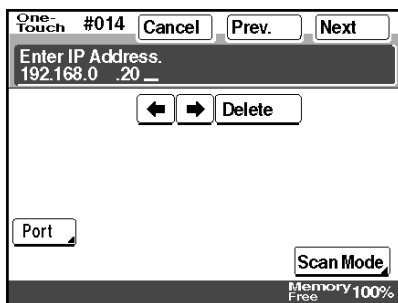 One-Touch #014 Cancel Prev. Next
Enter IP Address.
192.168.0 .20 _
Delete
Port
Scan Mode
Memory Free 100%